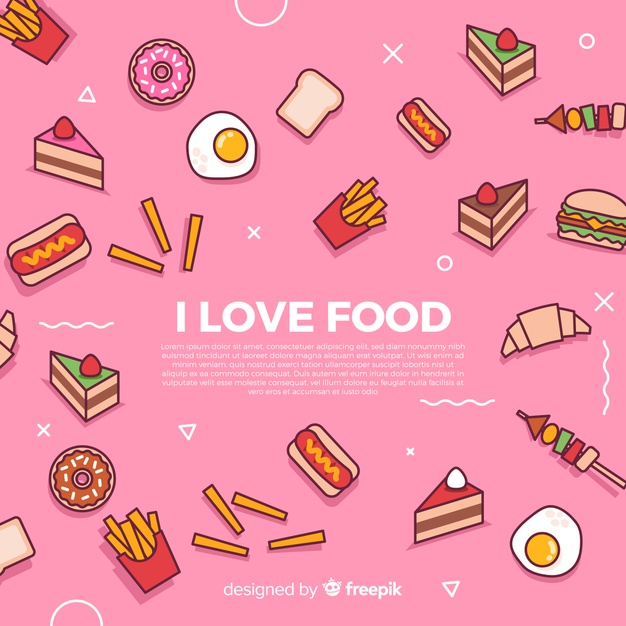 I LOVE FOOD
Lorem ipsum dolor sit amet, consectetuer adipiscing elit, sed diam
nonummy nibh euismod tincidunt ut laoreet dolore magna
aliquam erat volutpat. Ut wisi enim ad minim veniam, quis
nostrud exerci tation ullamcorper suscipit lobortis nisl ut
aliquip ex ea commodo consequat. Duis autem vel eum
iriure dolor in hendrerit in vulputate velit esse molestie
consequat, vel illum dolore eu feugiat nulla facilisis at vero
eros et accumsan et iusto odio
designed by freepik